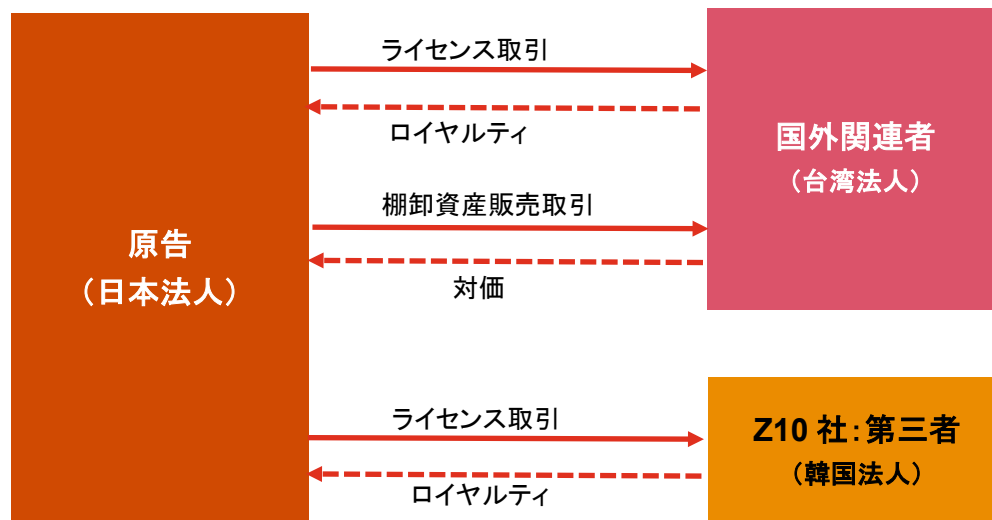 原告
（日本法人）
ライセンス取引
ロイヤルティ
棚卸資産販売取引
対価
国外関連者
（台湾法人）
ライセンス取引
ロイヤルティ
Z10 社：第三者
（韓国法人）